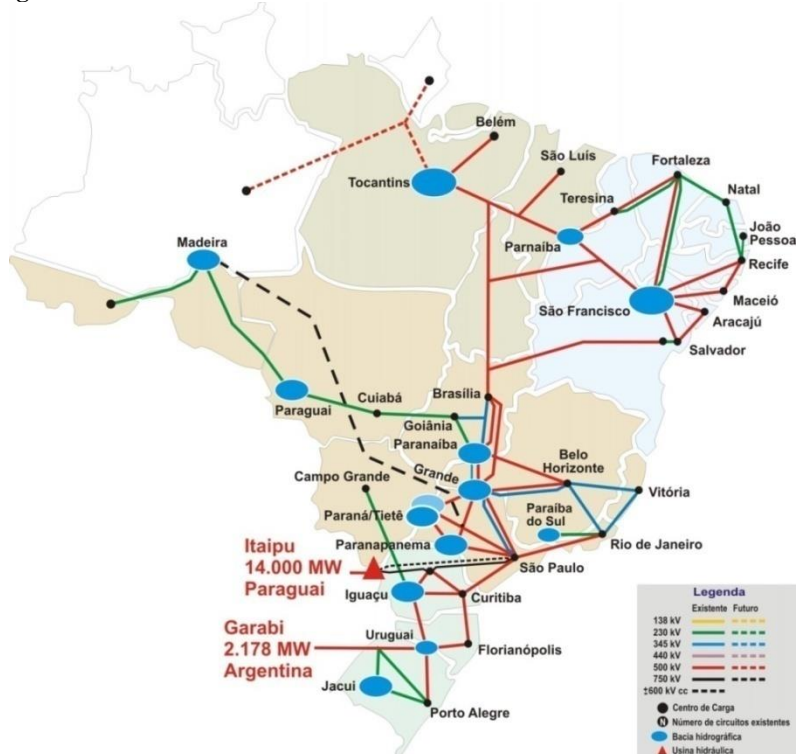 Belém
São Luís
Fortaleza
Tocantins
Teresina
Natal
João
Pessoa
Madeira
Parnaíba
Recife
São Francisco
Maceió
Aracajú
Salvador
Brasília
Cuiabá
Paraguai
Goiânia
Paranaíba
Belo
Horizonte
Campo Grande
Grande
Vitória
Paraná/Tietê
Paraíba
do Sul
Itaipu
14.000 MW
Paraguai
Paranapanema
Rio de Janeiro
São Paulo
Iguaçu
Curitiba
Garabi
2.178 MW
Argentina
Uruguai
Florianópolis
Jacui
Porto Alegre
Legenda
Existente Futuro
138 kV
230 kV
345 kV
440 kV
500 kV
750 kV
±600 kV cc
Centro de Carga
N Número de circuitos existentes
Bacia hidrográfica
Usina hidráulica